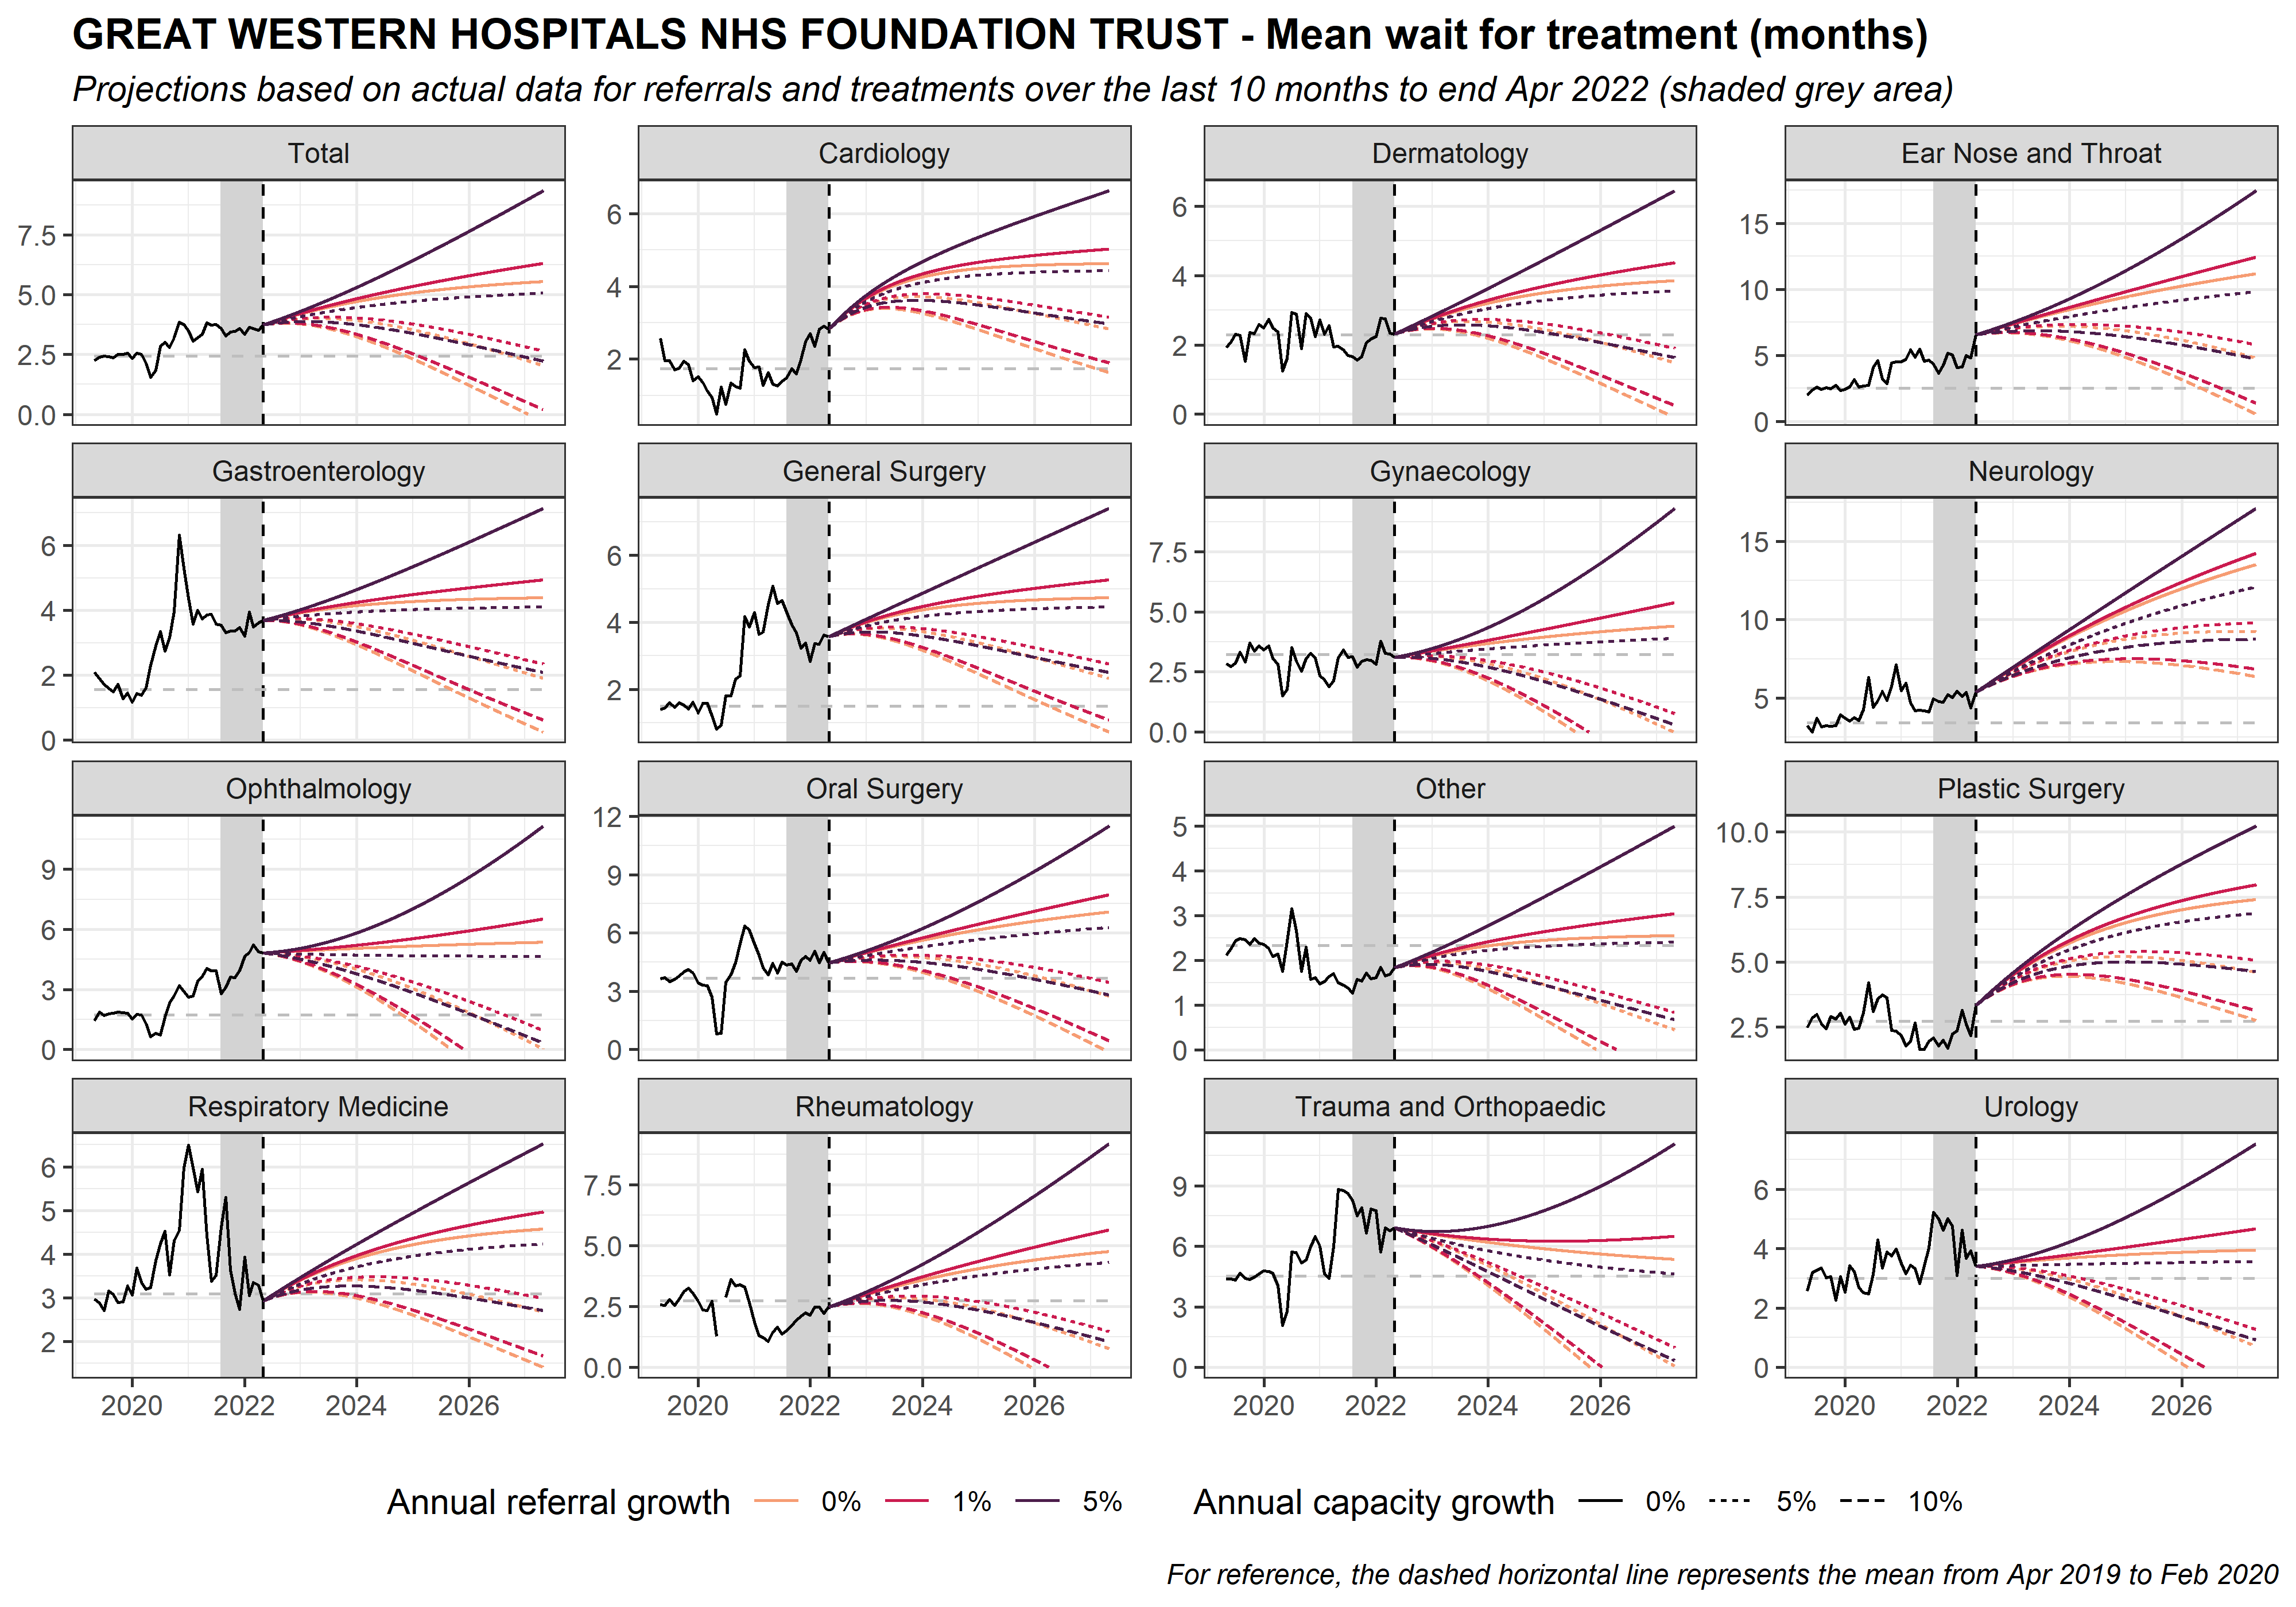 GREAT WESTERN HOSPITALS NHS FOUNDATION TRUST - Mean wait for treatment (months)
Projections based on actual data for referrals and treatments over the last 10 months to end Apr 2022 (shaded grey area)
Total Cardiology Dermatology Ear Nose and Throat
7.5 6 6 15
5.0 4 4 10
2.5 2 2 5
0.0 0 0
Gastroenterology General Surgery Gynaecology Neurology
6 6 7.5 15
4 4 5.0 10
2 2 2.5 5
0 0.0
Ophthalmology Oral Surgery Other Plastic Surgery
12 5 10.0
9 9 4 7.5
6 6 3 5.0
3 3 2 2.5
0 0 1
0
Respiratory Medicine Rheumatology Trauma and Orthopaedic Urology
6 7.5 9 6
5 5.0 6 4
4 2.5 3 2
3 0.0 0 0
2
2020 2022 2024 2026 2020 2022 2024 2026 2020 2022 2024 2026 2020 2022 2024 2026
Annual referral growth 0% 1% 5% Annual capacity growth 0% 5% 10%
For reference, the dashed horizontal line represents the mean from Apr 2019 to Feb 2020